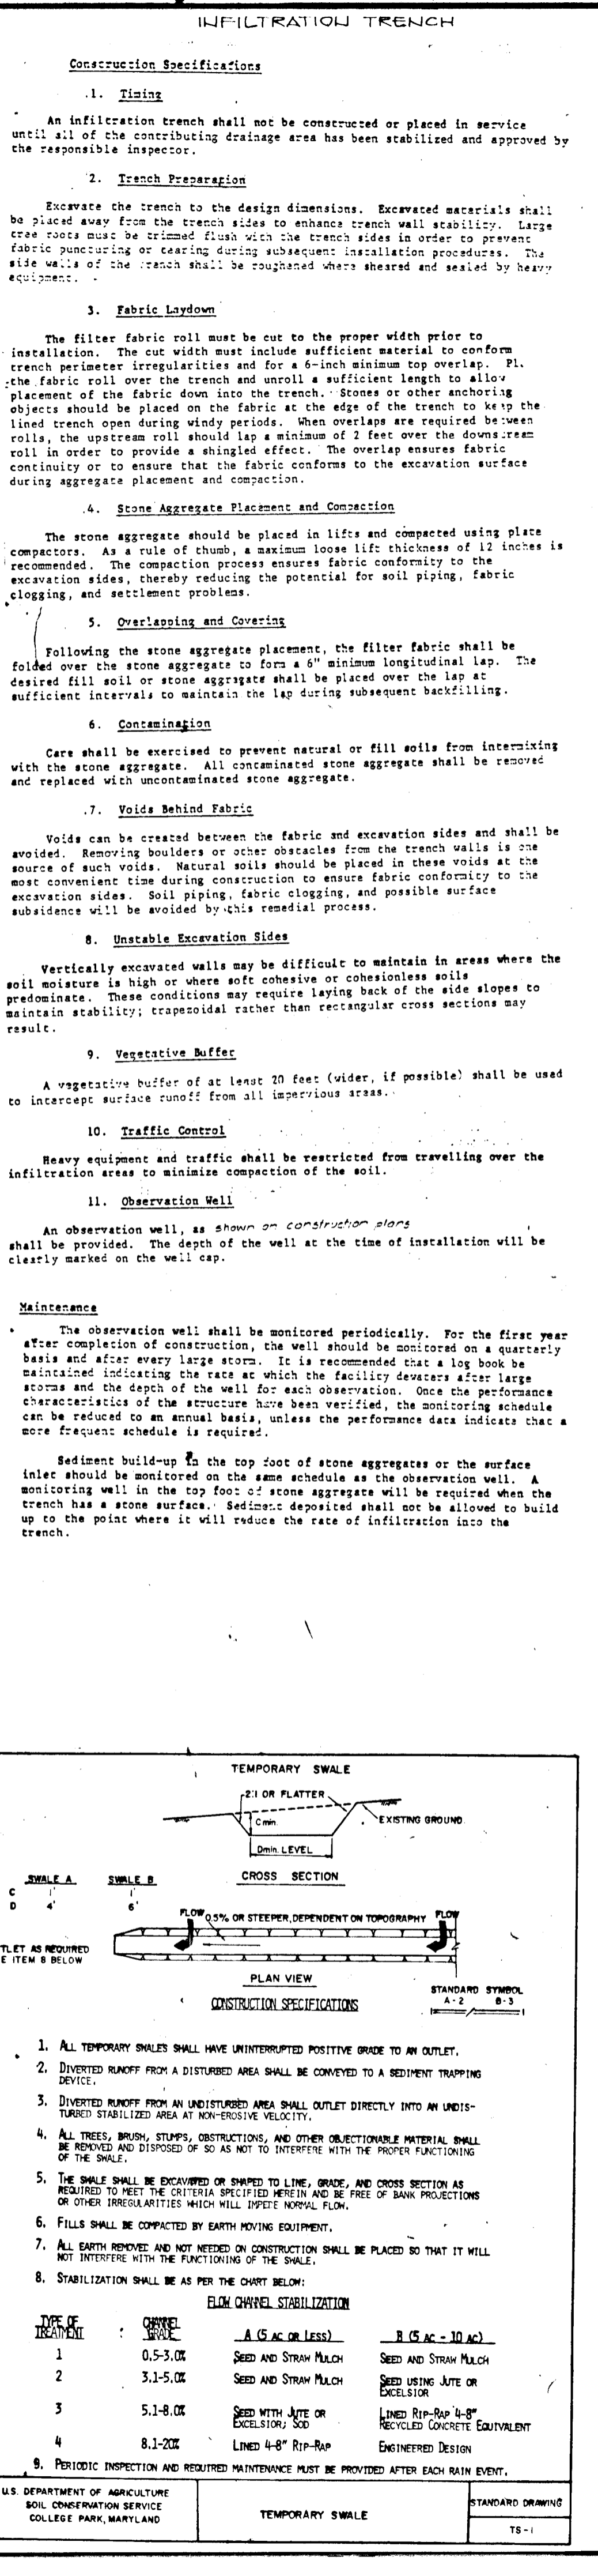 INFILTRATION TRENCH
Construction Specifications
.1. Timing
An infiltration trench shall not be constructed or placed in service
until all of the contributing drainage area has been stabilized and approved by
the responsible inspector.
2. Trench Preparation
Excavate the trench to the design dimensions. Excavated materials shall
be placed away from the trench sides to enhance trench wall stability. Large
tree roots must be trimmed flush with the trench sides in order to prevent
fabric puncturing or tearing during subsequent installation procedures. The
side walls of the trench shall be roughened where sheared and sealed by heavy
equipment.
3. Fabric Laydown
The filter fabric roll must be cut to the proper width prior to
installation. The cut width must include sufficient material to conform
trench perimeter irregularities and for a 6-inch minimum top overlap. Pl.
the fabric roll over the trench and unroll a sufficient length to allow
placement of the fabric down into the trench. Stones or other anchoring
objects should be placed on the fabric at the edge of the trench to keep the
lined trench open during windy periods. When overlaps are required between
rolls, the upstream roll should lap a minimum of 2 feet over the downstream
roll in order to provide a shingled effect. The overlap ensures fabric
continuity or to ensure that the fabric conforms to the excavation surface
during aggregate placement and compaction.
.4. Stone Aggregate Placement and Compaction
The stone aggregate should be placed in lifts and compacted using plate
compactors. As a rule of thumb, a maximum loose lift thickness of 12 inches is
recommended. The compaction process ensures fabric conformity to the
excavation sides, thereby reducing the potential for soil piping, fabric
clogging, and settlement problems.
5. Overlapping and Covering
Following the stone aggregate placement, the filter fabric shall be
folded over the stone aggregate to form a 6" minimum longitudinal lap. The
desired fill soil or stone aggregate shall be placed over the lap at
sufficient intervals to maintain the lap during subsequent backfilling.
6. Contamination
Care shall be exercised to prevent natural or fill soils from intermixing
with the stone aggregate. All contaminated stone aggregate shall be removed
and replaced with uncontaminated stone aggregate.
.7. Voids Behind Fabric
Voids can be created between the fabric and excavation sides and shall be
avoided. Removing boulders or other obstacles from the trench walls is one
source of such voids. Natural soils should be placed in these voids at the
most convenient time during construction to ensure fabric conformity to the
excavation sides. Soil piping, fabric clogging, and possible surface
subsidence will be avoided by this remedial process.
8. Unstable Excavation Sides
Vertically excavated walls may be difficult to maintain in areas where the
soil moisture is high or where soft cohesive or cohesionless soils
predominate. These conditions may require laying back of the side slopes to
maintain stability; trapezoidal rather than rectangular cross sections may
result.
9. Vegetative Buffer
A vegetative buffer of at least 20 feet (wider, if possible) shall be used
to intercept surface runoff from all impervious areas.
10. Traffic Control
Heavy equipment and traffic shall be restricted from travelling over the
infiltration areas to minimize compaction of the soil.
11. Observation Well
An observation well, as shown on construction plans
shall be provided. The depth of the well at the time of installation will be
clearly marked on the well cap.
Maintenance
The observation well shall be monitored periodically. For the first year
after completion of construction, the well should be monitored on a quarterly
basis and after every large storm. It is recommended that a log book be
maintained indicating the rate at which the facility dewaters after large
storms and the depth of the well for each observation. Once the performance
characteristics of the structure have been verified, the monitoring schedule
can be reduced to an annual basis, unless the performance data indicate that a
more frequent schedule is required.
Sediment build-up in the top foot of stone aggregates or the surface
inlet should be monitored on the same schedule as the observation well. A
monitoring well in the top foot of stone aggregate will be required when the
trench has a stone surface. Sediment deposited shall not be allowed to build
up to the point where it will reduce the rate of infiltration into the
trench.
TEMPORARY SWALE
2:1 OR FLATTER
C min.
EXISTING GROUND
Dmin. LEVEL
CROSS SECTION
SWALE A SWALE B
C 1' 1'
D 4' 6'
FLOW 0.5% OR STEEPER, DEPENDENT ON TOPOGRAPHY FLOW
TLET AS REQUIRED
E ITEM 8 BELOW
PLAN VIEW
STANDARD SYMBOL
A-2 B-3
CONSTRUCTION SPECIFICATIONS
1. ALL TEMPORARY SWALES SHALL HAVE UNINTERRUPTED POSITIVE GRADE TO AN OUTLET.
2. DIVERTED RUNOFF FROM A DISTURBED AREA SHALL BE CONVEYED TO A SEDIMENT TRAPPING
DEVICE.
3. DIVERTED RUNOFF FROM AN UNDISTURBED AREA SHALL OUTLET DIRECTLY INTO AN UNDIS-
TURBED STABILIZED AREA AT NON-EROSIVE VELOCITY.
4. ALL TREES, BRUSH, STUMPS, OBSTRUCTIONS, AND OTHER OBJECTIONABLE MATERIAL SHALL
BE REMOVED AND DISPOSED OF SO AS NOT TO INTERFERE WITH THE PROPER FUNCTIONING
OF THE SWALE.
5. THE SWALE SHALL BE EXCAVATED OR SHAPED TO LINE, GRADE, AND CROSS SECTION AS
REQUIRED TO MEET THE CRITERIA SPECIFIED HEREIN AND BE FREE OF BANK PROJECTIONS
OR OTHER IRREGULARITIES WHICH WILL IMPEDE NORMAL FLOW.
6. FILLS SHALL BE COMPACTED BY EARTH MOVING EQUIPMENT.
7. ALL EARTH REMOVED AND NOT NEEDED ON CONSTRUCTION SHALL BE PLACED SO THAT IT WILL
NOT INTERFERE WITH THE FUNCTIONING OF THE SWALE.
8. STABILIZATION SHALL BE AS PER THE CHART BELOW:
FLOW CHANNEL STABILIZATION
TYPE OF TREATMENT CHANNEL GRADE A (5 AC OR LESS) B (5 AC - 10 AC)
1 0.5-3.0% SEED AND STRAW MULCH SEED AND STRAW MULCH
2 3.1-5.0% SEED AND STRAW MULCH SEED USING JUTE OR
EXCELSIOR
3 5.1-8.0% SEED WITH JUTE OR LINED RIP-RAP 4-8"
EXCELSIOR; SOD RECYCLED CONCRETE EQUIVALENT
4 8.1-20% LINED 4-8" RIP-RAP ENGINEERED DESIGN
9. PERIODIC INSPECTION AND REQUIRED MAINTENANCE MUST BE PROVIDED AFTER EACH RAIN EVENT.
U.S. DEPARTMENT OF AGRICULTURE
SOIL CONSERVATION SERVICE
COLLEGE PARK, MARYLAND
TEMPORARY SWALE
STANDARD DRAWING
TS-1